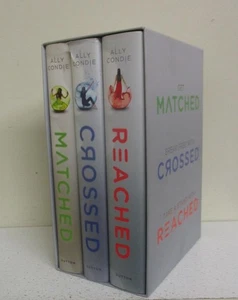 ALLY
CONDIE
MATCHED
ALLY
CONDIE
CROSSED
ALLY
CONDIE
REACHED
MATCHED
CROSSED
REACHED